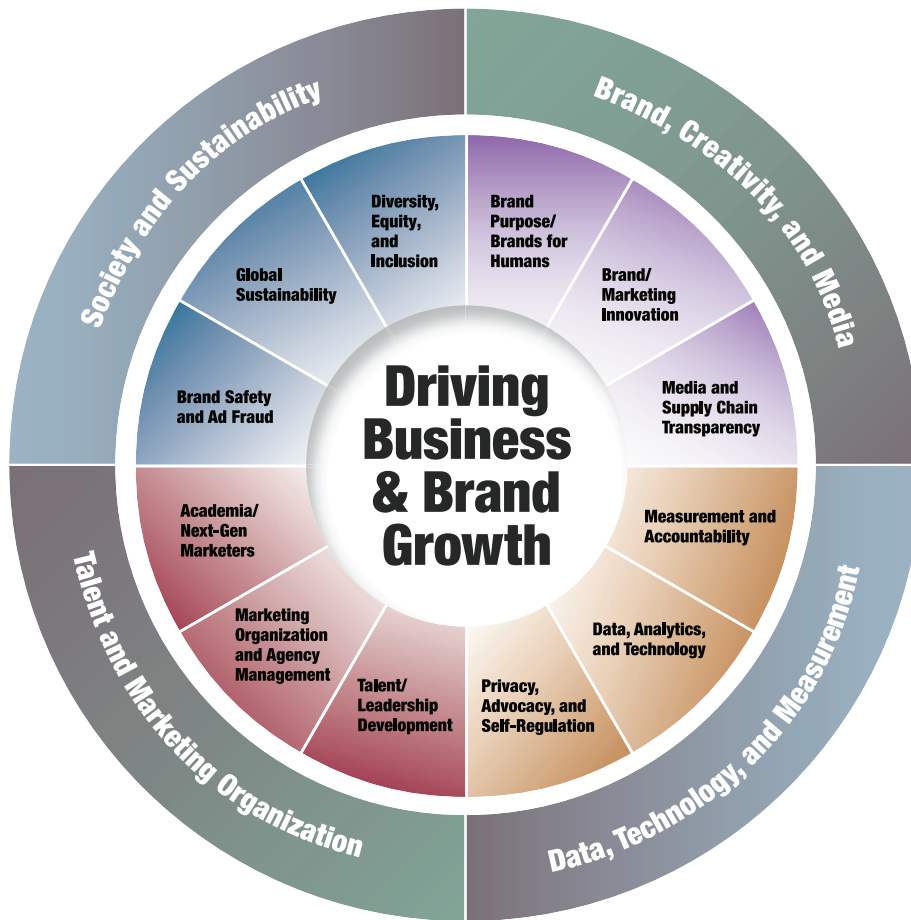 Society and Sustainability
Brand, Creativity, and Media
Diversity,
Equity,
and
Inclusion
Brand
Purpose/
Brands for
Humans
Global
Sustainability
Brand/
Marketing
Innovation
Brand Safety
and Ad Fraud
Media and
Supply Chain
Transparency
Driving
Business
& Brand
Growth
Academia/
Next-Gen
Marketers
Measurement and
Accountability
Marketing
Organization
and Agency
Management
Data, Analytics,
and Technology
Talent/
Leadership
Development
Privacy,
Advocacy, and
Self-Regulation
Talent and Marketing Organization
Data, Technology, and Measurement